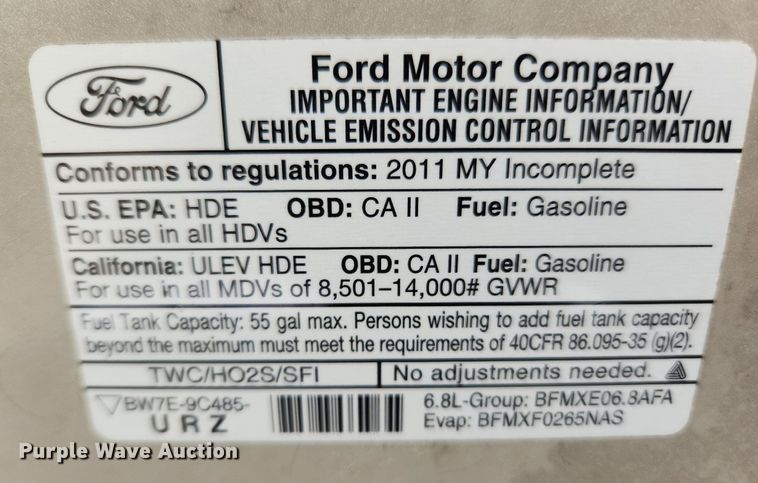 Ford
Ford Motor Company
IMPORTANT ENGINE INFORMATION/
VEHICLE EMISSION CONTROL INFORMATION
Conforms to regulations: 2011 MY Incomplete
U.S. EPA: HDE OBD: CA II Fuel: Gasoline
For use in all HDVs
California: ULEV HDE OBD: CA II Fuel: Gasoline
For use in all MDVs of 8,501–14,000# GVWR
Fuel Tank Capacity: 55 gal max. Persons wishing to add fuel tank capacity
beyond the maximum must meet the requirements of 40CFR 86.095-35 (g)(2).
TWC/HO2S/SFI No adjustments needed.
BW7E-9C485- 6.8L-Group: BFMXE06.8AFA
URZ Evap: BFMXF0265NAS
Purple Wave Auction